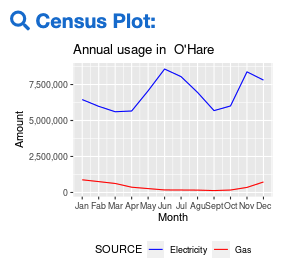 Census Plot:
Annual usage in O'Hare
Amount
7,500,000
5,000,000
2,500,000
0
Jan Feb Mar Apr May Jun Jul Agu Sept Oct Nov Dec
Month
SOURCE Electricity Gas